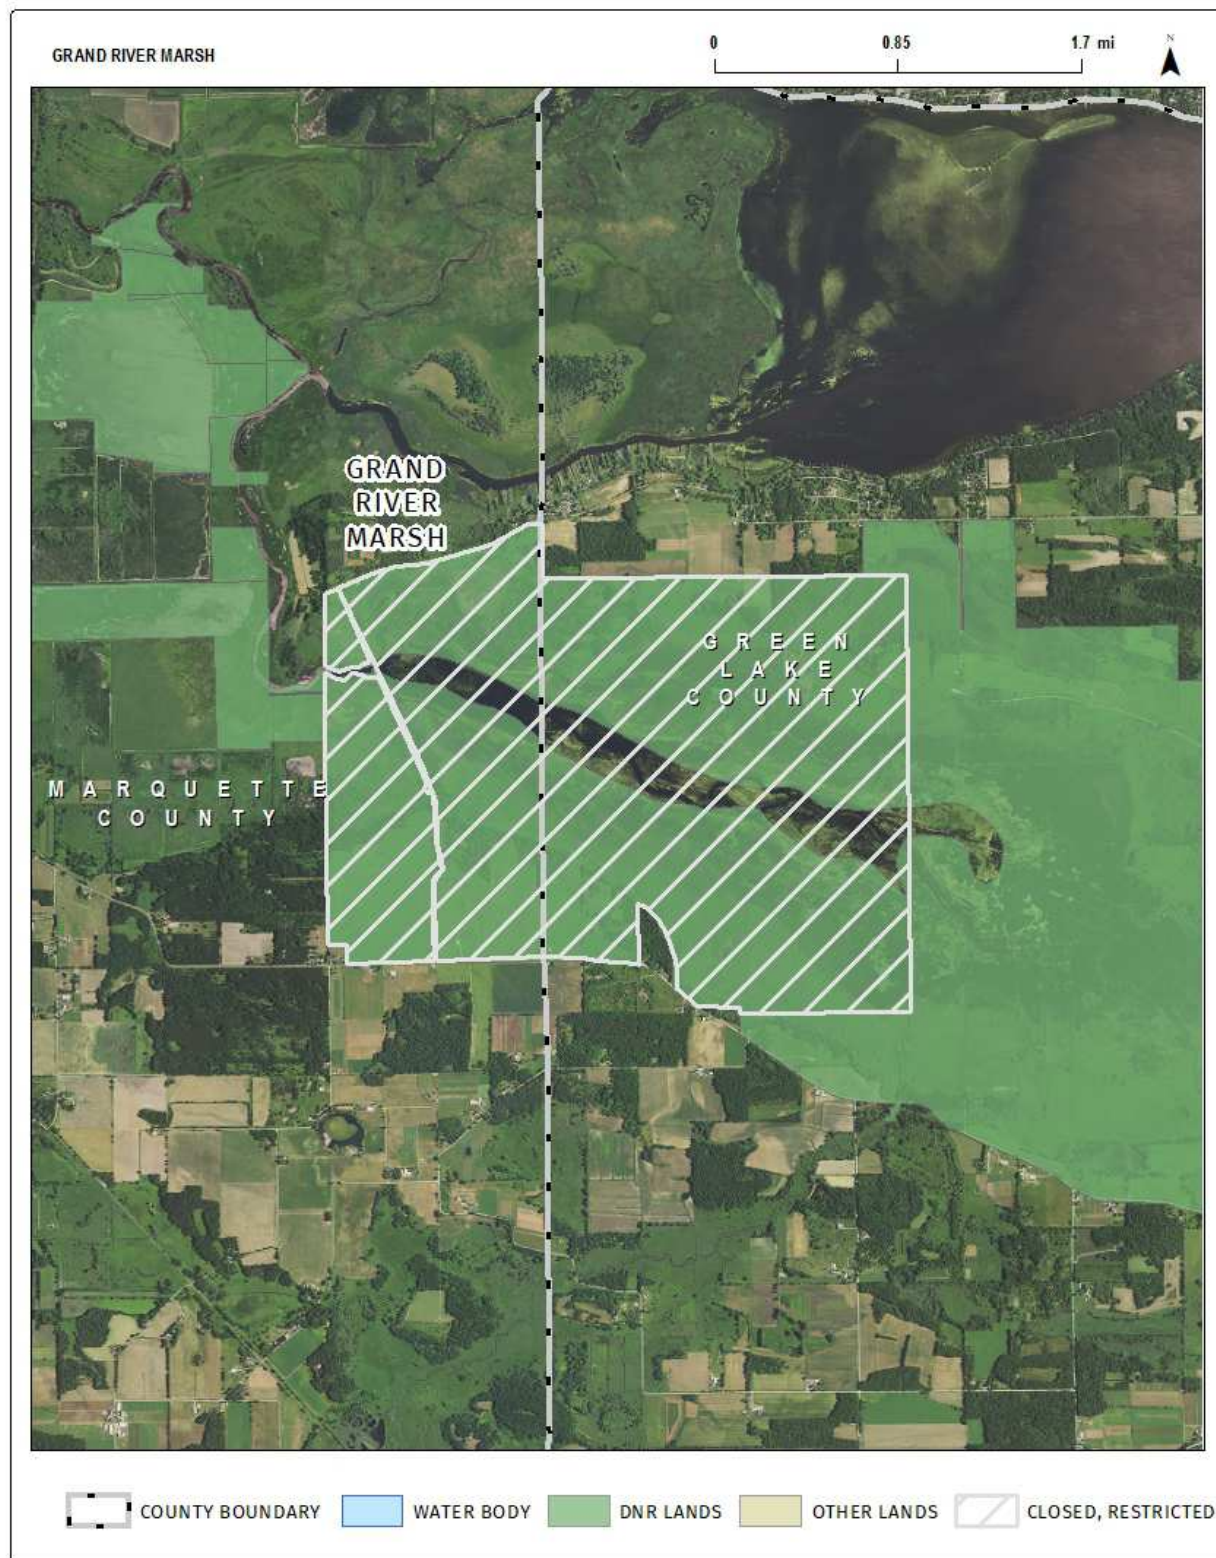 GRAND RIVER MARSH
0 0.85 1.7 mi
N
GRAND
RIVER
MARSH
GREEN
LAKE
COUNTY
MARQUETTE
COUNTY
COUNTY BOUNDARY WATER BODY DNR LANDS OTHER LANDS CLOSED, RESTRICTED